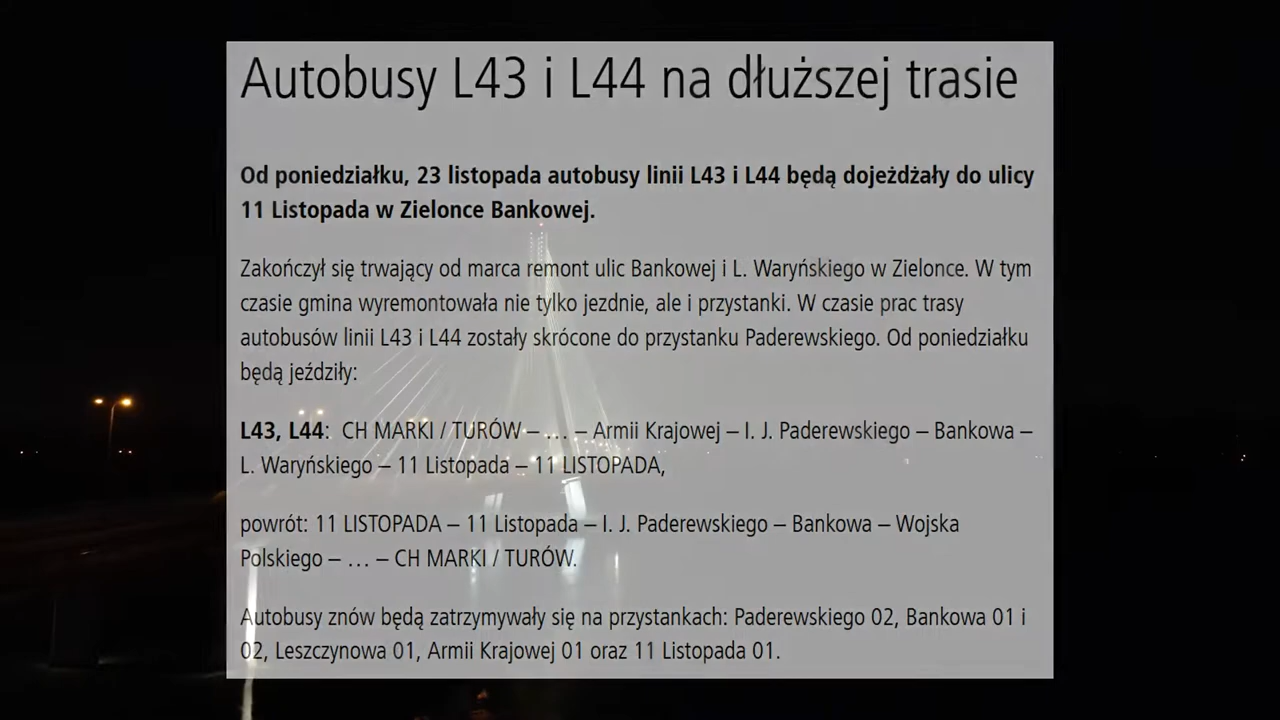 Autobusy L43 i L44 na dłuższej trasie
Od poniedziałku, 23 listopada autobusy linii L43 i L44 będą dojeżdżały do ulicy
11 Listopada w Zielonce Bankowej.
Zakończył się trwający od marca remont ulic Bankowej i L. Waryńskiego w Zielonce. W tym
czasie gmina wyremontowała nie tylko jezdnie, ale i przystanki. W czasie prac trasy
autobusów linii L43 i L44 zostały skrócone do przystanku Paderewskiego. Od poniedziałku
będą jeździły:
L43, L44:  CH MARKI / TURÓW – … – Armii Krajowej – I. J. Paderewskiego – Bankowa –
L. Waryńskiego – 11 Listopada – 11 LISTOPADA,
powrót: 11 LISTOPADA – 11 Listopada – I. J. Paderewskiego – Bankowa – Wojska
Polskiego – … – CH MARKI / TURÓW.
Autobusy znów będą zatrzymywały się na przystankach: Paderewskiego 02, Bankowa 01 i
02, Leszczynowa 01, Armii Krajowej 01 oraz 11 Listopada 01.